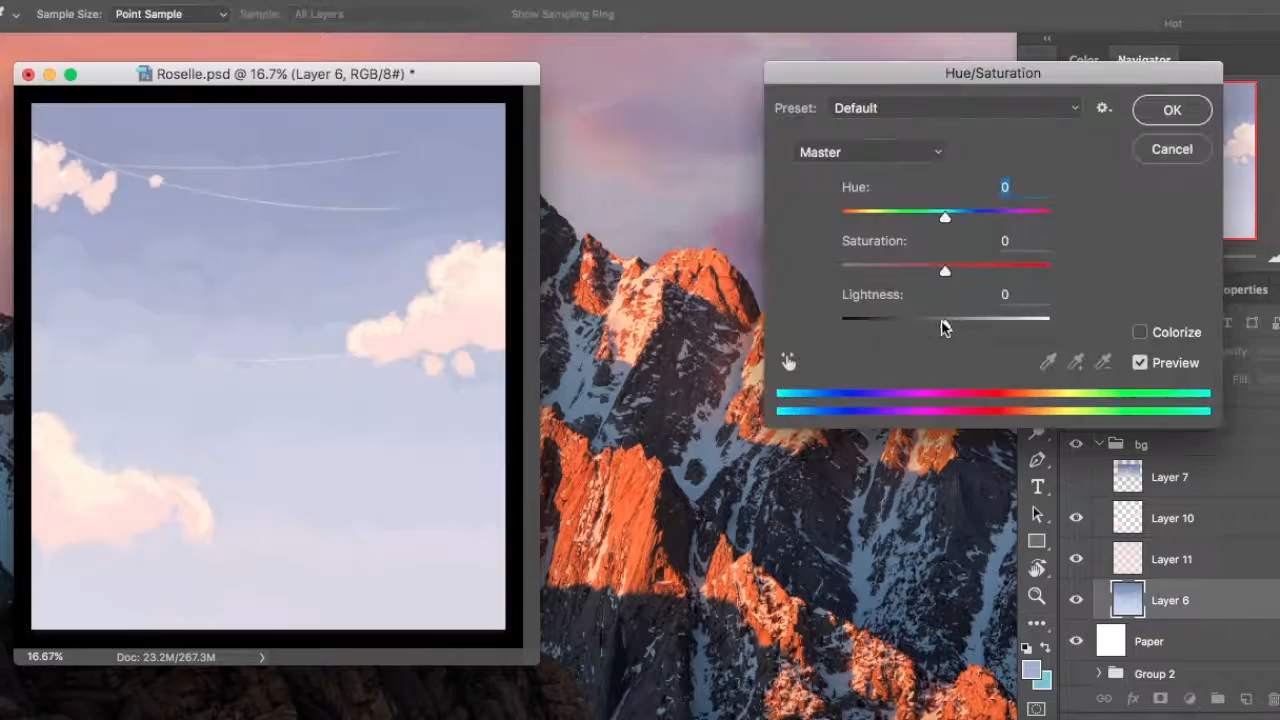 Sample Size: Point Sample Sample: All Layers Show Sampling Ring
Hot
Roselle.psd @ 16.7% (Layer 6, RGB/8#) *
Hue/Saturation
Color Navigator
Preset: Default
OK
Master
Cancel
Hue: 0
Saturation: 0
Lightness: 0
Colorize
Preview
Fill:
bg
Layer 7
Layer 10
Layer 11
Layer 6
Paper
Group 2
16.67% Doc: 23.2M/267.3M